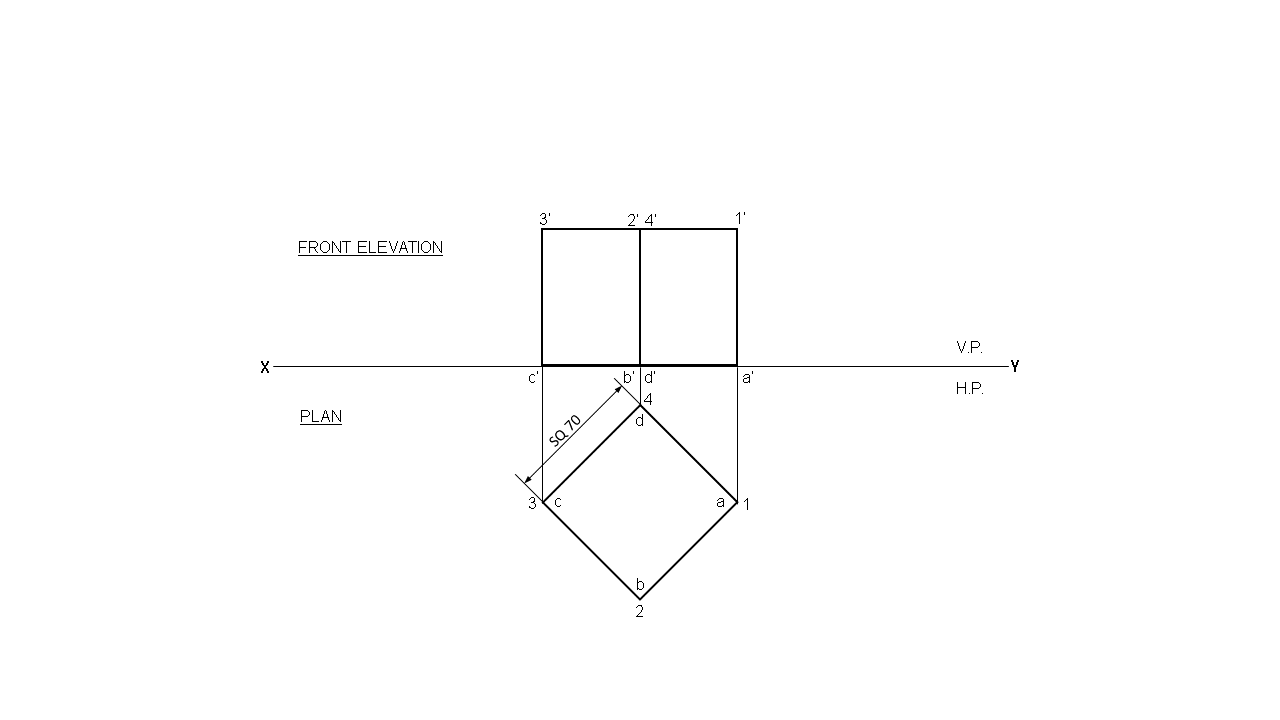 3' 2' 4' 1'
FRONT ELEVATION
V.P.
X Y
c' b' d' a'
H.P.
PLAN
4
d
SQ 70
3 c a 1
b
2